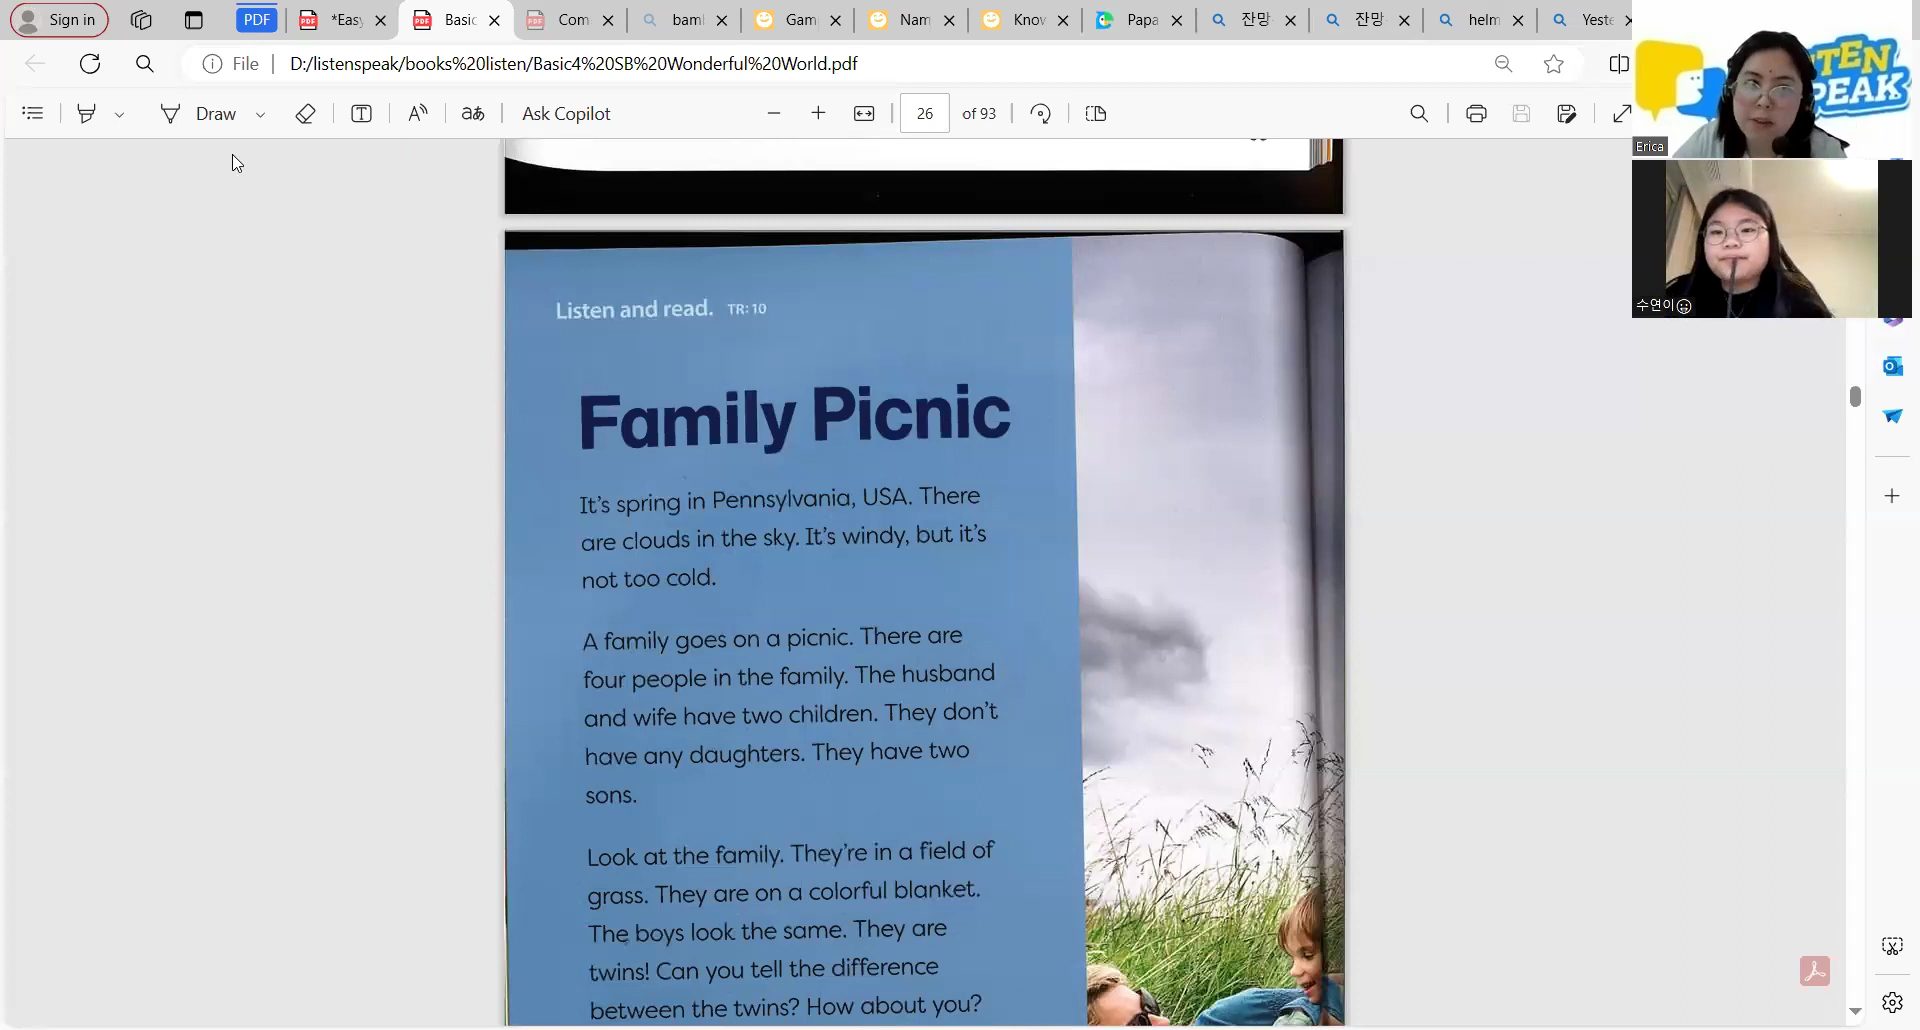 Sign in
PDF
*Easy
Basic
Com
baml
Gam
Nam
Know
Papa
잔망
잔망
helm
Yeste
File
D:/listenspeak/books%20listen/Basic4%20SB%20Wonderful%20World.pdf
Draw
Ask Copilot
26
of 93
TEN
PEAK
Erica
수연이
Listen and read. TR: 10
Family Picnic
It's spring in Pennsylvania, USA. There
are clouds in the sky. It's windy, but it's
not too cold.
A family goes on a picnic. There are
four people in the family. The husband
and wife have two children. They don't
have any daughters. They have two
sons.
Look at the family. They're in a field of
grass. They are on a colorful blanket.
The boys look the same. They are
twins! Can you tell the difference
between the twins? How about you?